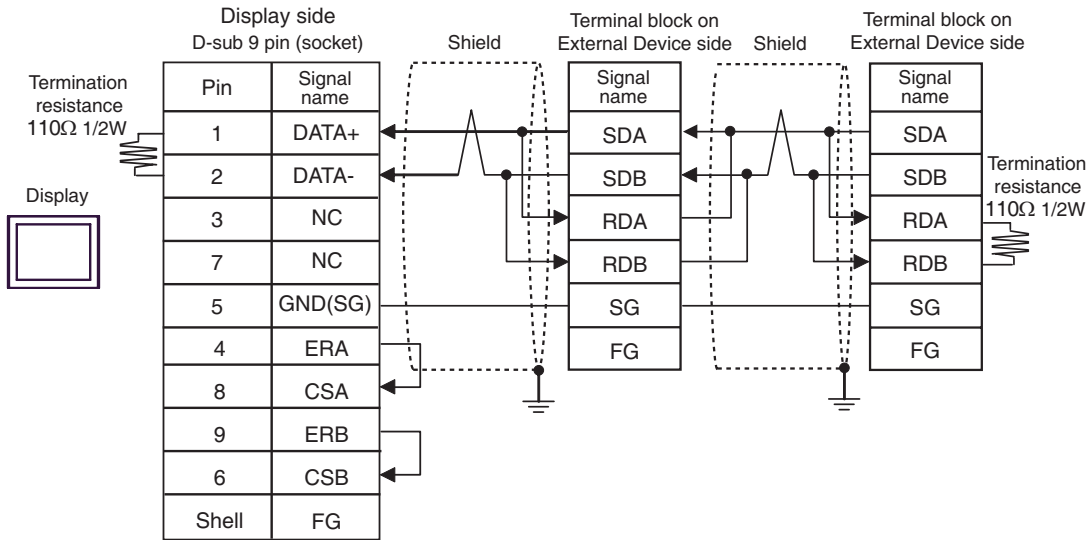 Display side
D-sub 9 pin (socket)
Shield
Terminal block on
External Device side
Shield
Terminal block on
External Device side
Termination
resistance
110Ω 1/2W
Display
Pin Signal name
1 DATA+
2 DATA-
3 NC
7 NC
5 GND(SG)
4 ERA
8 CSA
9 ERB
6 CSB
Shell FG
Signal
name
SDA
SDB
RDA
RDB
SG
FG
Signal
name
SDA
SDB
RDA
RDB
SG
FG
Termination
resistance
110Ω 1/2W